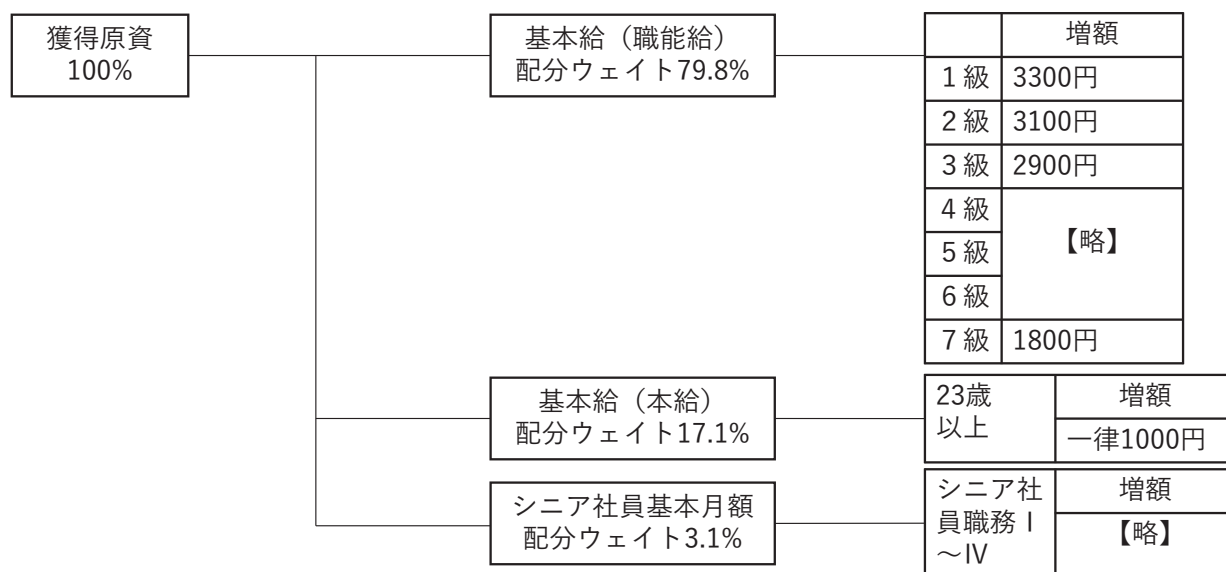 獲得原資
100%
基本給（職能給）
配分ウェイト79.8%
増額
１級 3300円
２級 3100円
３級 2900円
４級
５級
６級
【略】
７級 1800円
基本給（本給）
配分ウェイト17.1%
23歳
以上
増額
一律1000円
シニア社員基本月額
配分ウェイト3.1%
シニア社
員職務Ⅰ
～Ⅳ
増額
【略】